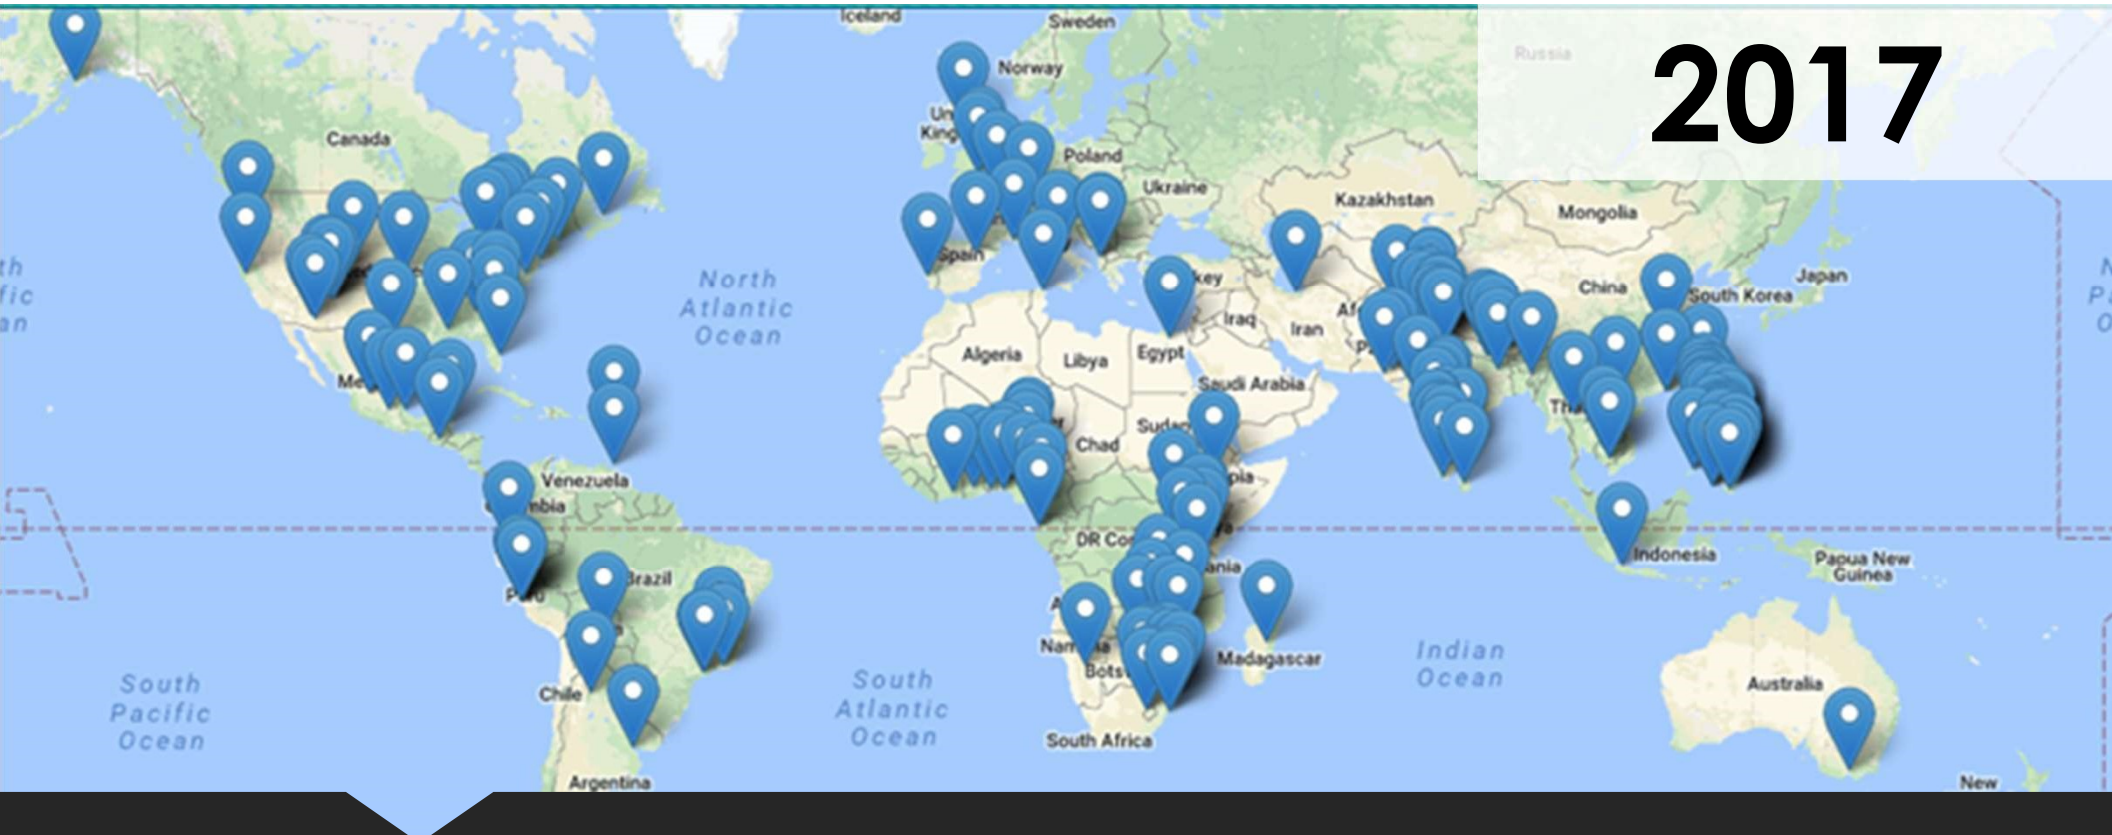 Iceland
Sweden
Russia
2017
Norway
Canada
Poland
Ukraine
Kazakhstan
Mongolia
Spain
North
Atlantic
Ocean
China
Japan
South Korea
Iraq
Iran
Algeria
Libya
Egypt
Saudi Arabia
Chad
Venezuela
Brazil
Indonesia
Papua New
Guinea
Madagascar
Indian
Ocean
Australia
South
Pacific
Ocean
Chile
South
Atlantic
Ocean
South Africa
Argentina
New